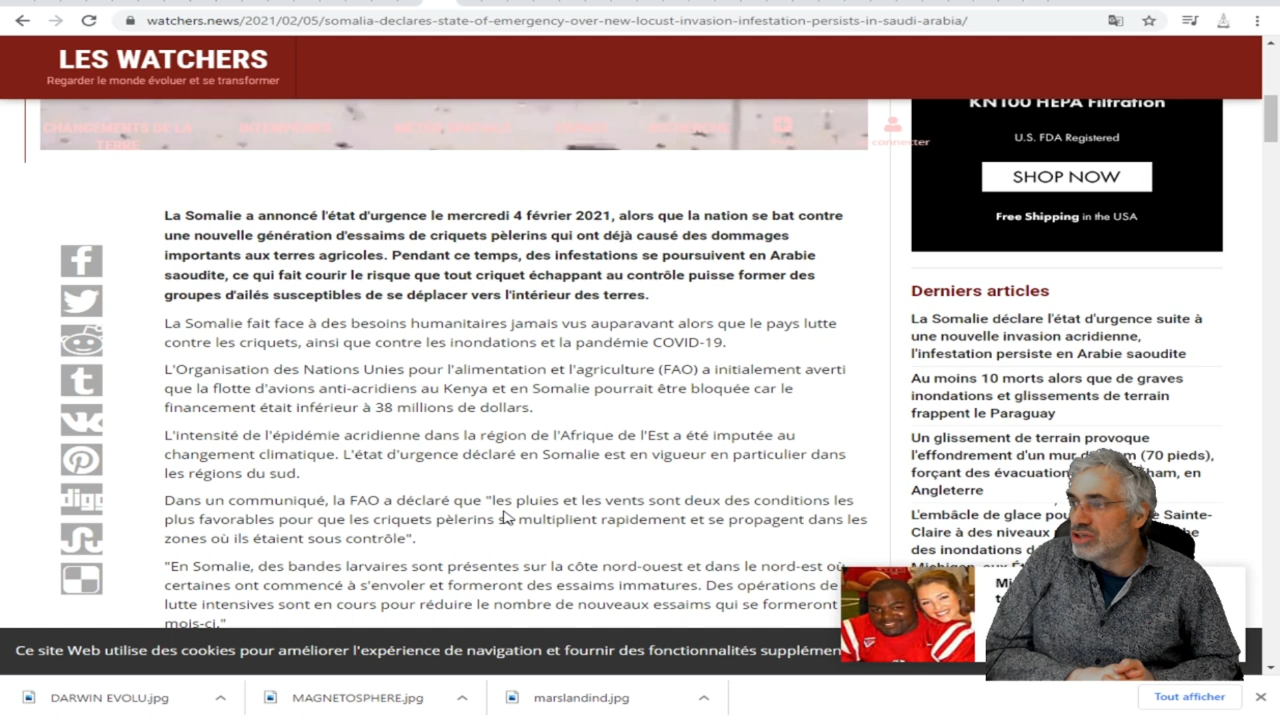 watchers.news/2021/02/05/somalia-declares-state-of-emergency-over-new-locust-invasion-infestation-persists-in-saudi-arabia/
LES WATCHERS
Regarder le monde évoluer et se transformer
CHANGEMENTS DE LA
TERRE
connecter
La Somalie a annoncé l'état d'urgence le mercredi 4 février 2021, alors que la nation se bat contre
une nouvelle génération d'essaims de criquets pèlerins qui ont déjà causé des dommages
importants aux terres agricoles. Pendant ce temps, des infestations se poursuivent en Arabie
saoudite, ce qui fait courir le risque que tout criquet échappant au contrôle puisse former des
groupes d'ailés susceptibles de se déplacer vers l'intérieur des terres.
La Somalie fait face à des besoins humanitaires jamais vus auparavant alors que le pays lutte
contre les criquets, ainsi que contre les inondations et la pandémie COVID-19.
L'Organisation des Nations Unies pour l'alimentation et l'agriculture (FAO) a initialement averti
que la flotte d'avions anti-acridiens au Kenya et en Somalie pourrait être bloquée car le
financement était inférieur à 38 millions de dollars.
L'intensité de l'épidémie acridienne dans la région de l'Afrique de l'Est a été imputée au
changement climatique. L'état d'urgence déclaré en Somalie est en vigueur en particulier dans
les régions du sud.
Dans un communiqué, la FAO a déclaré que "les pluies et les vents sont deux des conditions les
plus favorables pour que les criquets pèlerins se multiplient rapidement et se propagent dans les
zones où ils étaient sous contrôle".
"En Somalie, des bandes larvaires sont présentes sur la côte nord-ouest et dans le nord-est où
certaines ont commencé à s'envoler et formeront des essaims immatures. Des opérations de
lutte intensives sont en cours pour réduire le nombre de nouveaux essaims qui se formeront
mois-ci."
KN100 HEPA Filtration
U.S. FDA Registered
SHOP NOW
Free Shipping in the USA
Derniers articles
La Somalie déclare l'état d'urgence suite à
une nouvelle invasion acridienne,
l'infestation persiste en Arabie saoudite
Au moins 10 morts alors que de graves
inondations et glissements de terrain
frappent le Paraguay
Un glissement de terrain provoque
l'effondrement d'un mur (70 pieds),
forçant des évacuation en
Angleterre
L'embâcle de glace Sainte-
Claire à des niveaux
des inondations
Ce site Web utilise des cookies pour améliorer l'expérience de navigation et fournir des fonctionnalités
digg
DARWIN EVOLU.jpg
MAGNETOSPHERE.jpg
marslandind.jpg
Tout afficher